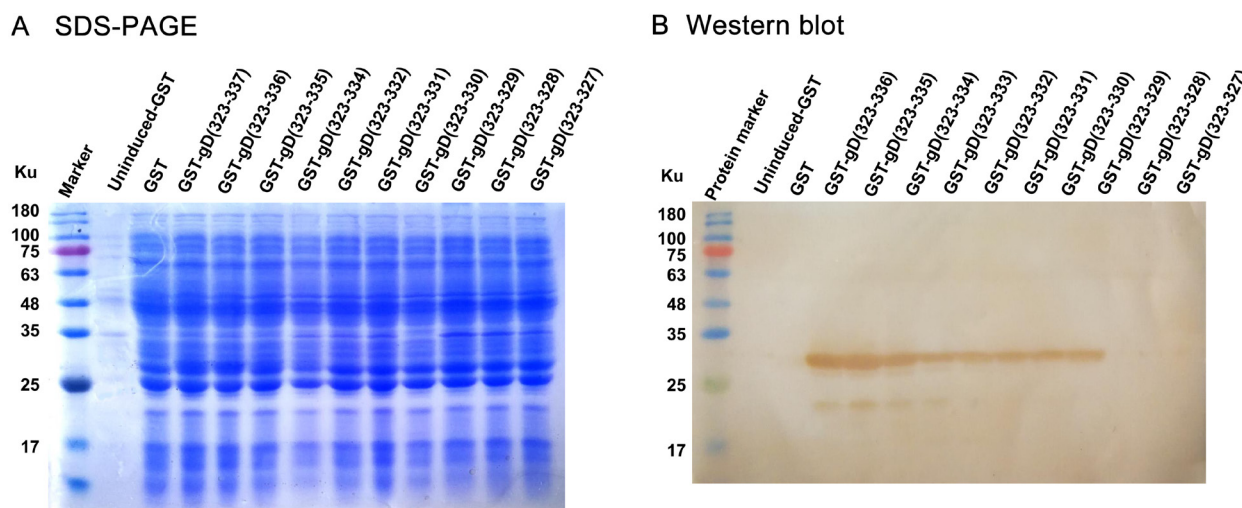 A SDS-PAGE
Ku
Marker
Uninduced-GST
GST
GST-gD(323-337)
GST-gD(323-336)
GST-gD(323-335)
GST-gD(323-334)
GST-gD(323-332)
GST-gD(323-331)
GST-gD(323-330)
GST-gD(323-329)
GST-gD(323-328)
GST-gD(323-327)
180
100
75
63
48
35
25
17
B Western blot
Ku
Protein marker
Uninduced-GST
GST
GST-gD(323-336)
GST-gD(323-335)
GST-gD(323-334)
GST-gD(323-333)
GST-gD(323-332)
GST-gD(323-331)
GST-gD(323-330)
GST-gD(323-329)
GST-gD(323-328)
GST-gD(323-327)
180
100
75
63
48
35
25
17